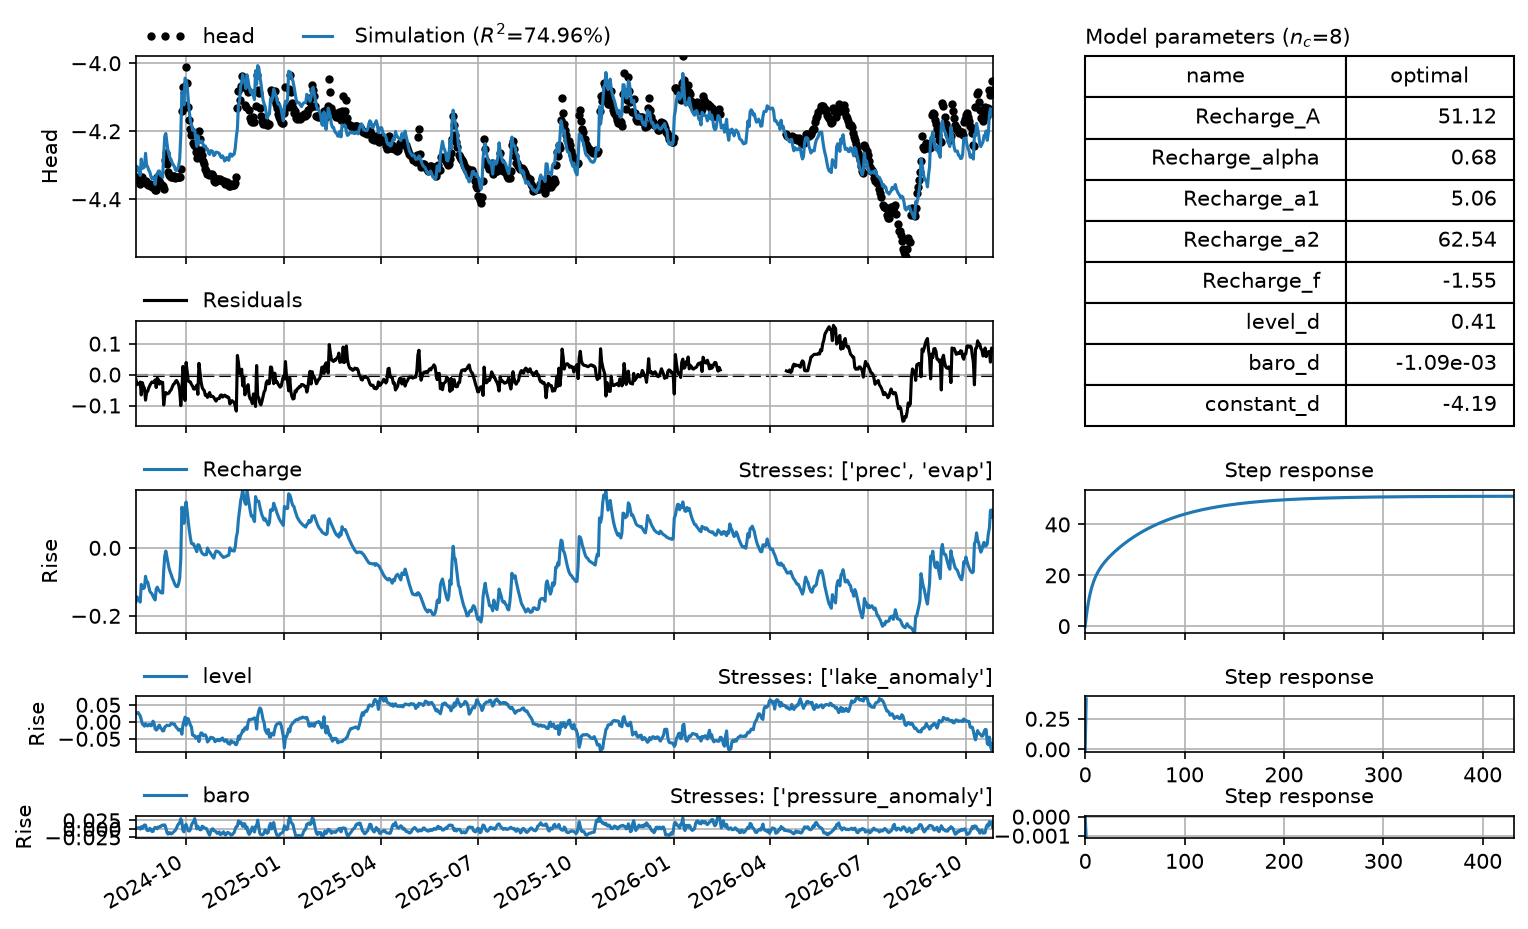 head Simulation (R²=74.96%)
Head
−4.0
−4.2
−4.4
Model parameters (n_c=8)
name optimal
Recharge_A 51.12
Recharge_alpha 0.68
Recharge_a1 5.06
Recharge_a2 62.54
Recharge_f -1.55
level_d 0.41
baro_d -1.09e-03
constant_d -4.19
Residuals
0.1
0.0
−0.1
Recharge Stresses: ['prec', 'evap']
Rise
0.0
−0.2
Step response
40
20
0
level Stresses: ['lake_anomaly']
Rise
0.05
0.00
−0.05
Step response
0.25
0.00
0 100 200 300 400
baro Stresses: ['pressure_anomaly']
Rise
0.025
0.000
−0.025
Step response
0.000
−0.001
0 100 200 300 400
2024-10 2025-01 2025-04 2025-07 2025-10 2026-01 2026-04 2026-07 2026-10